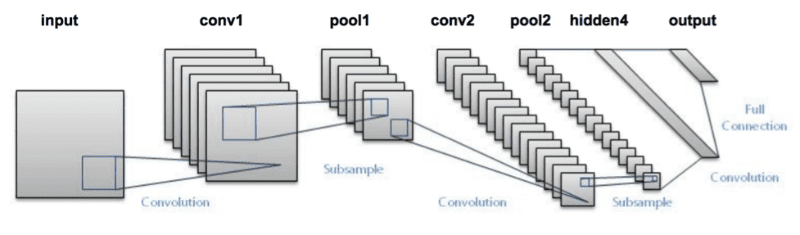 input conv1 pool1 conv2 pool2 hidden4 output
Full
Connection
Subsample
Convolution
Convolution
Convolution
Subsample